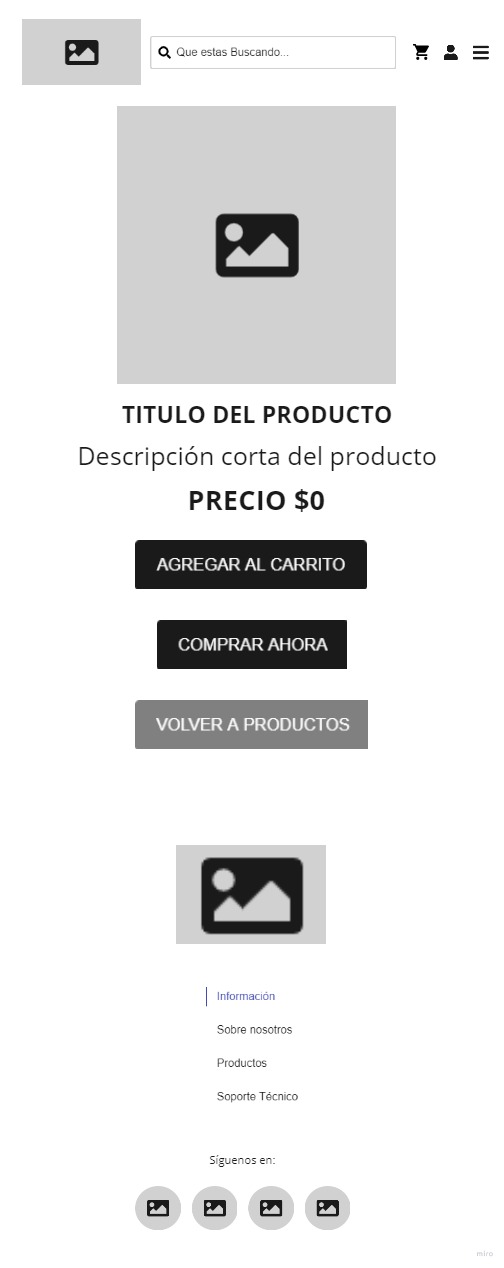 Que estas Buscando...
TITULO DEL PRODUCTO
Descripción corta del producto
PRECIO $0
AGREGAR AL CARRITO
COMPRAR AHORA
VOLVER A PRODUCTOS
Información
Sobre nosotros
Productos
Soporte Técnico
Síguenos en:
miro